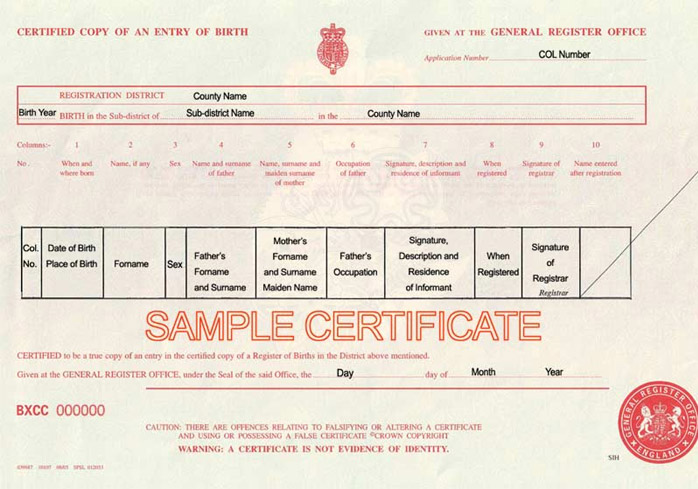 CERTIFIED COPY OF AN ENTRY OF BIRTH
GIVEN AT THE GENERAL REGISTER OFFICE
Application Number COL Number
REGISTRATION DISTRICT County Name
Birth Year BIRTH in the Sub-district of Sub-district Name in the County Name
Columns:- 1 2 3 4 5 6 7 8 9 10
No. When and where born Name, if any Sex Name and surname of father Name, surname and maiden surname of mother Occupation of father Signature, description and residence of informant When registered Signature of registrar Name entered after registration
Col. No. Date of Birth Place of Birth Forname Sex Father's Forname and Surname Mother's Forname and Surname Maiden Name Father's Occupation Signature, Description and Residence of Informant When Registered Signature of Registrar Registrar
SAMPLE CERTIFICATE
CERTIFIED to be a true copy of an entry in the certified copy of a Register of Births in the District above mentioned.
Given at the GENERAL REGISTER OFFICE, under the Seal of the said Office, the Day day of Month Year
BXCC 000000
CAUTION: THERE ARE OFFENCES RELATING TO FALSIFYING OR ALTERING A CERTIFICATE
AND USING OR POSSESSING A FALSE CERTIFICATE ©CROWN COPYRIGHT
WARNING: A CERTIFICATE IS NOT EVIDENCE OF IDENTITY.
GENERAL REGISTER OFFICE
ENGLAND